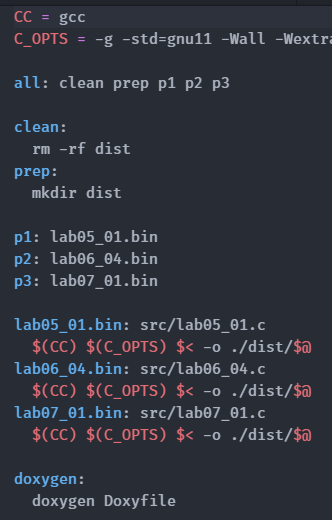 CC = gcc
C_OPTS = -g -std=gnu11 -Wall -Wextra
all: clean prep p1 p2 p3
clean:
rm -rf dist
prep:
mkdir dist
p1: lab05_01.bin
p2: lab06_04.bin
p3: lab07_01.bin
lab05_01.bin: src/lab05_01.c
$(CC) $(C_OPTS) $< -o ./dist/$@
lab06_04.bin: src/lab06_04.c
$(CC) $(C_OPTS) $< -o ./dist/$@
lab07_01.bin: src/lab07_01.c
$(CC) $(C_OPTS) $< -o ./dist/$@
doxygen:
doxygen Doxyfile